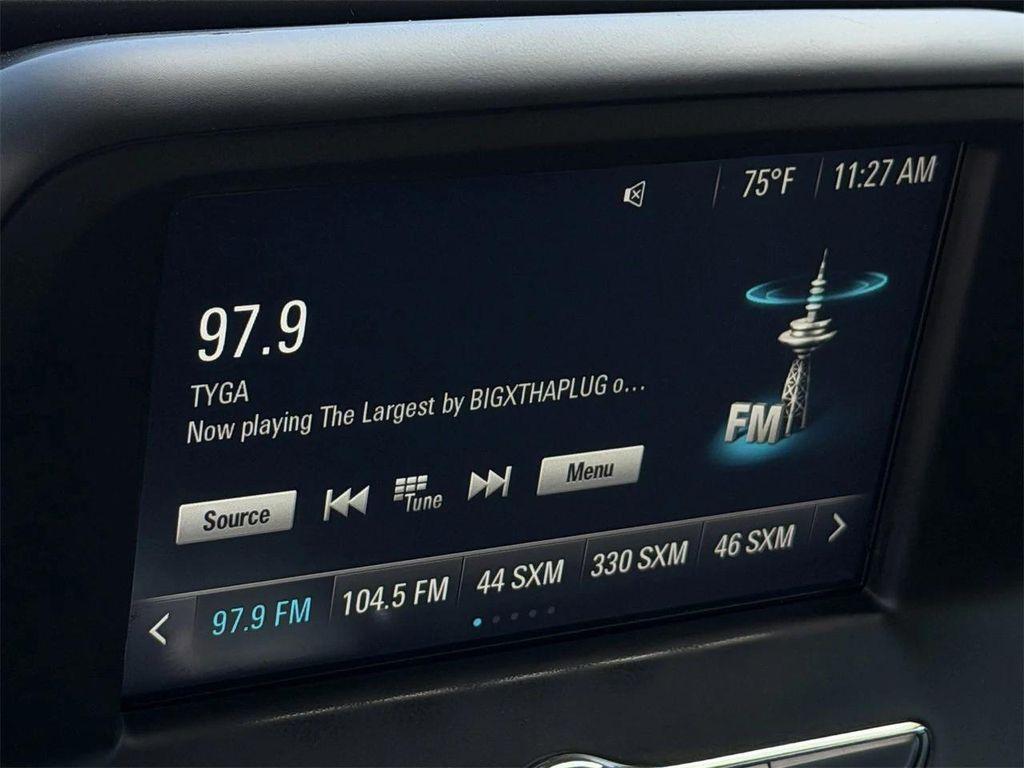 75°F 11:27 AM
97.9
TYGA
Now playing The Largest by BIGXTHAPLUG o...
FM
Source Tune Menu
97.9 FM 104.5 FM 44 SXM 330 SXM 46 SXM